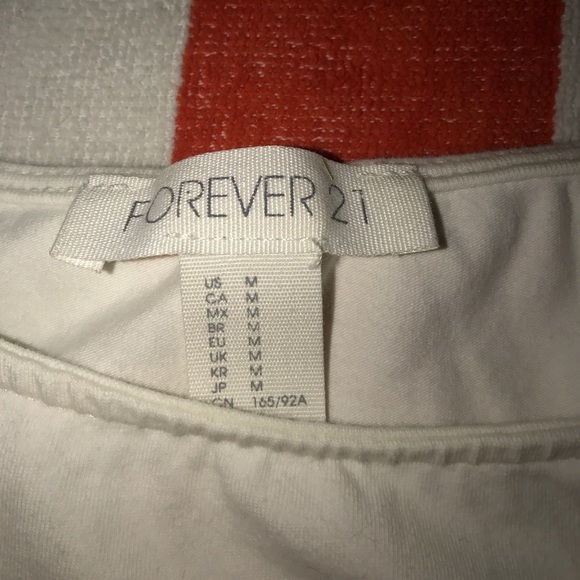 FOREVER 21
US M
CA M
MX M
BR M
EU M
UK M
KR M
JP M
CN 165/92A